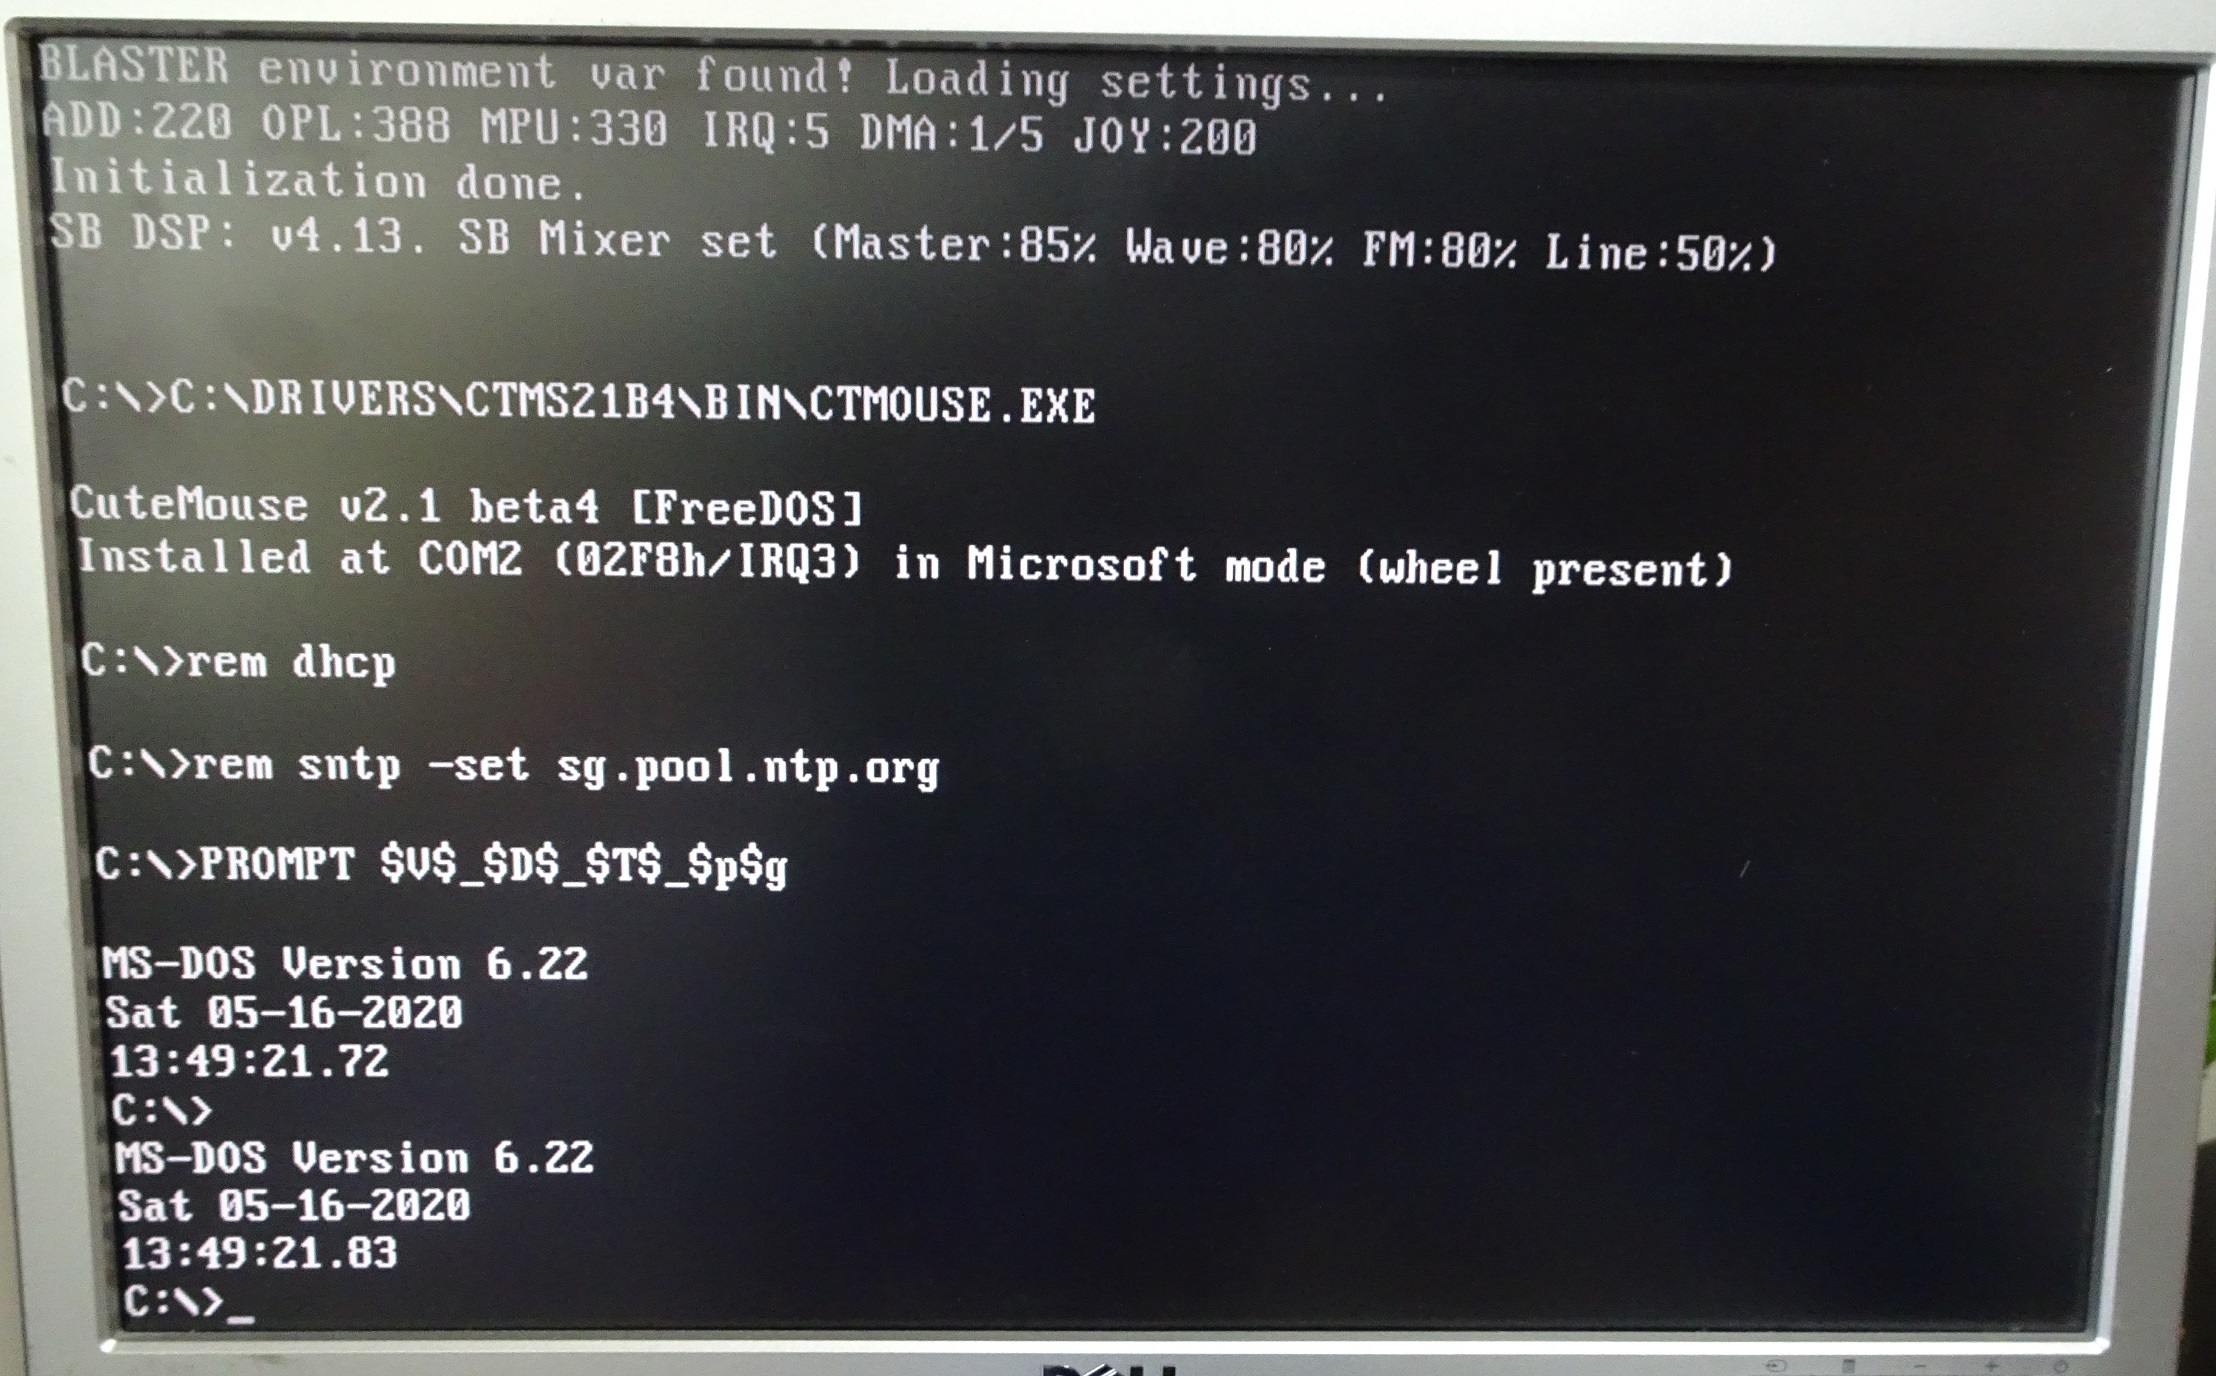 BLASTER environment var found! Loading settings...
ADD:220 OPL:388 MPU:330 IRQ:5 DMA:1/5 JOY:200
Initialization done.
SB DSP: v4.13. SB Mixer set (Master:85% Wave:80% FM:80% Line:50%)
C:\>C:\DRIVERS\CTMS21B4\BIN\CTMOUSE.EXE
CuteMouse v2.1 beta4 [FreeDOS]
Installed at COM2 (02F8h/IRQ3) in Microsoft mode (wheel present)
C:\>rem dhcp
C:\>rem sntp -set sg.pool.ntp.org
C:\>PROMPT $V$_$D$_$T$_$p$g
MS-DOS Version 6.22
Sat 05-16-2020
13:49:21.72
C:\>
MS-DOS Version 6.22
Sat 05-16-2020
13:49:21.83
C:\>_